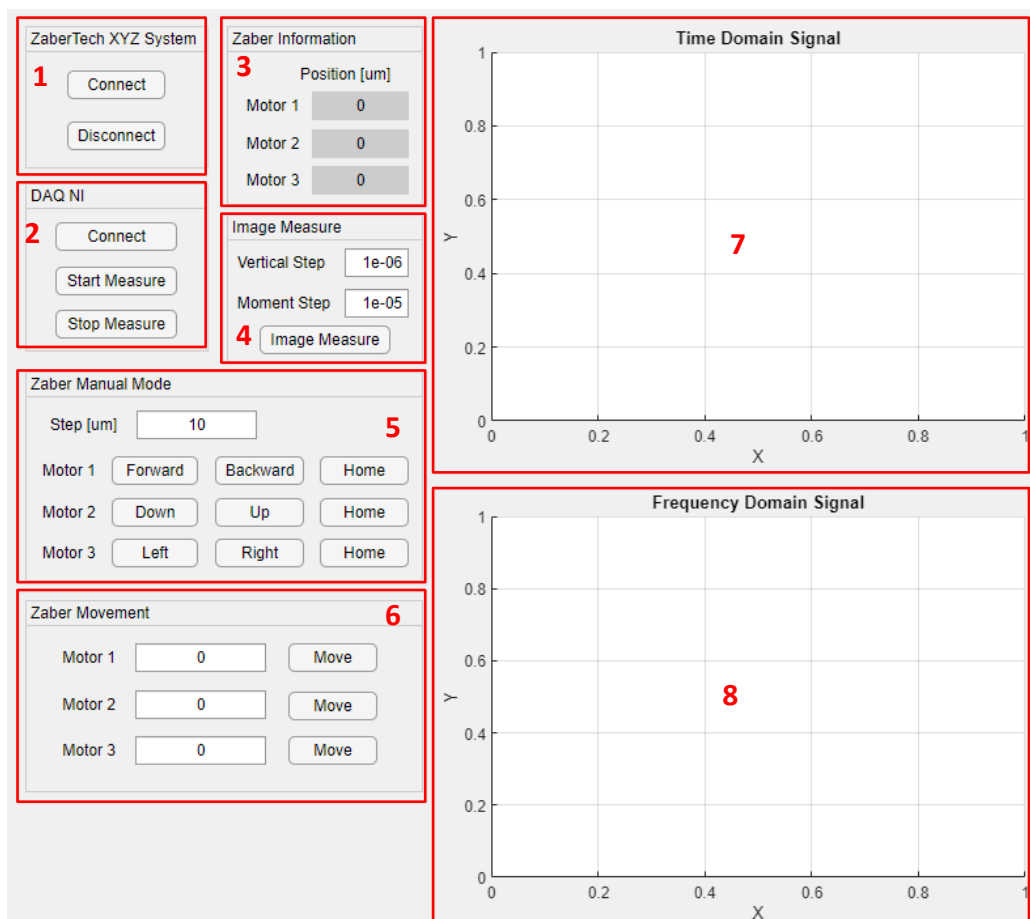 ZaberTech XYZ System
1
Connect
Disconnect
DAQ NI
2
Connect
Start Measure
Stop Measure
Zaber Information
3
Position [um]
Motor 1 0
Motor 2 0
Motor 3 0
Image Measure
Vertical Step 1e-06
Moment Step 1e-05
4 Image Measure
Zaber Manual Mode
Step [um] 10 5
Motor 1 Forward Backward Home
Motor 2 Down Up Home
Motor 3 Left Right Home
Zaber Movement 6
Motor 1 0 Move
Motor 2 0 Move
Motor 3 0 Move
Time Domain Signal
1
0.8
0.6
Y
7
0.4
0.2
0
0 0.2 0.4 0.6 0.8 1
X
Frequency Domain Signal
1
0.8
0.6
Y
8
0.4
0.2
0
0 0.2 0.4 0.6 0.8 1
X